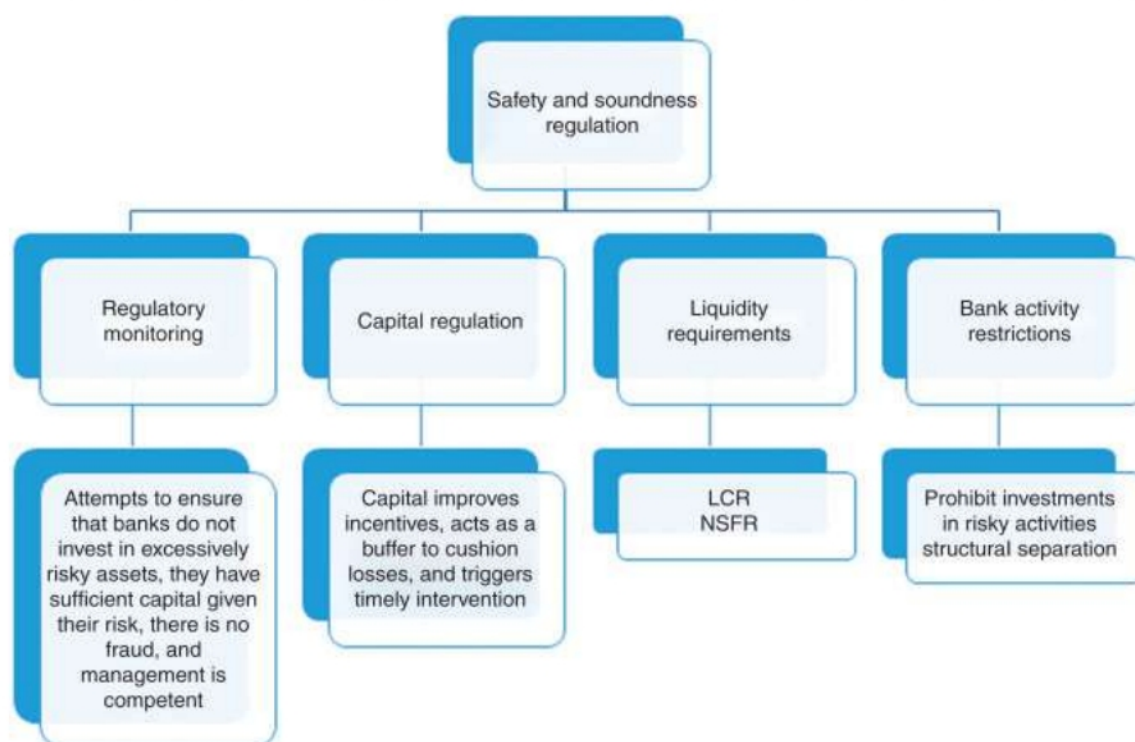 Safety and soundness
regulation
Regulatory
monitoring
Capital regulation
Liquidity
requirements
Bank activity
restrictions
Attempts to ensure
that banks do not
invest in excessively
risky assets, they have
sufficient capital given
their risk, there is no
fraud, and
management is
competent
Capital improves
incentives, acts as a
buffer to cushion
losses, and triggers
timely intervention
LCR
NSFR
Prohibit investments
in risky activities
structural separation